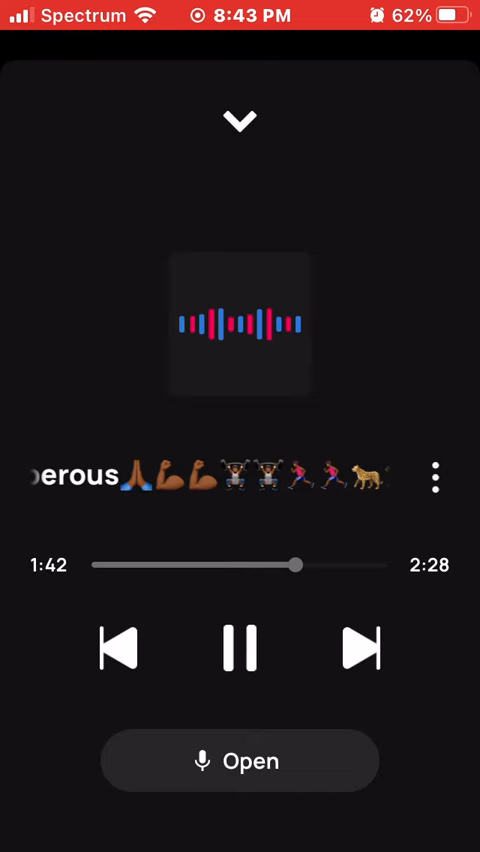 Spectrum 8:43 PM 62%
erous🙏🏾💪🏾💪🏾🏋🏾🏋🏾🏃🏾🏃🏾🐆
1:42 2:28
Open